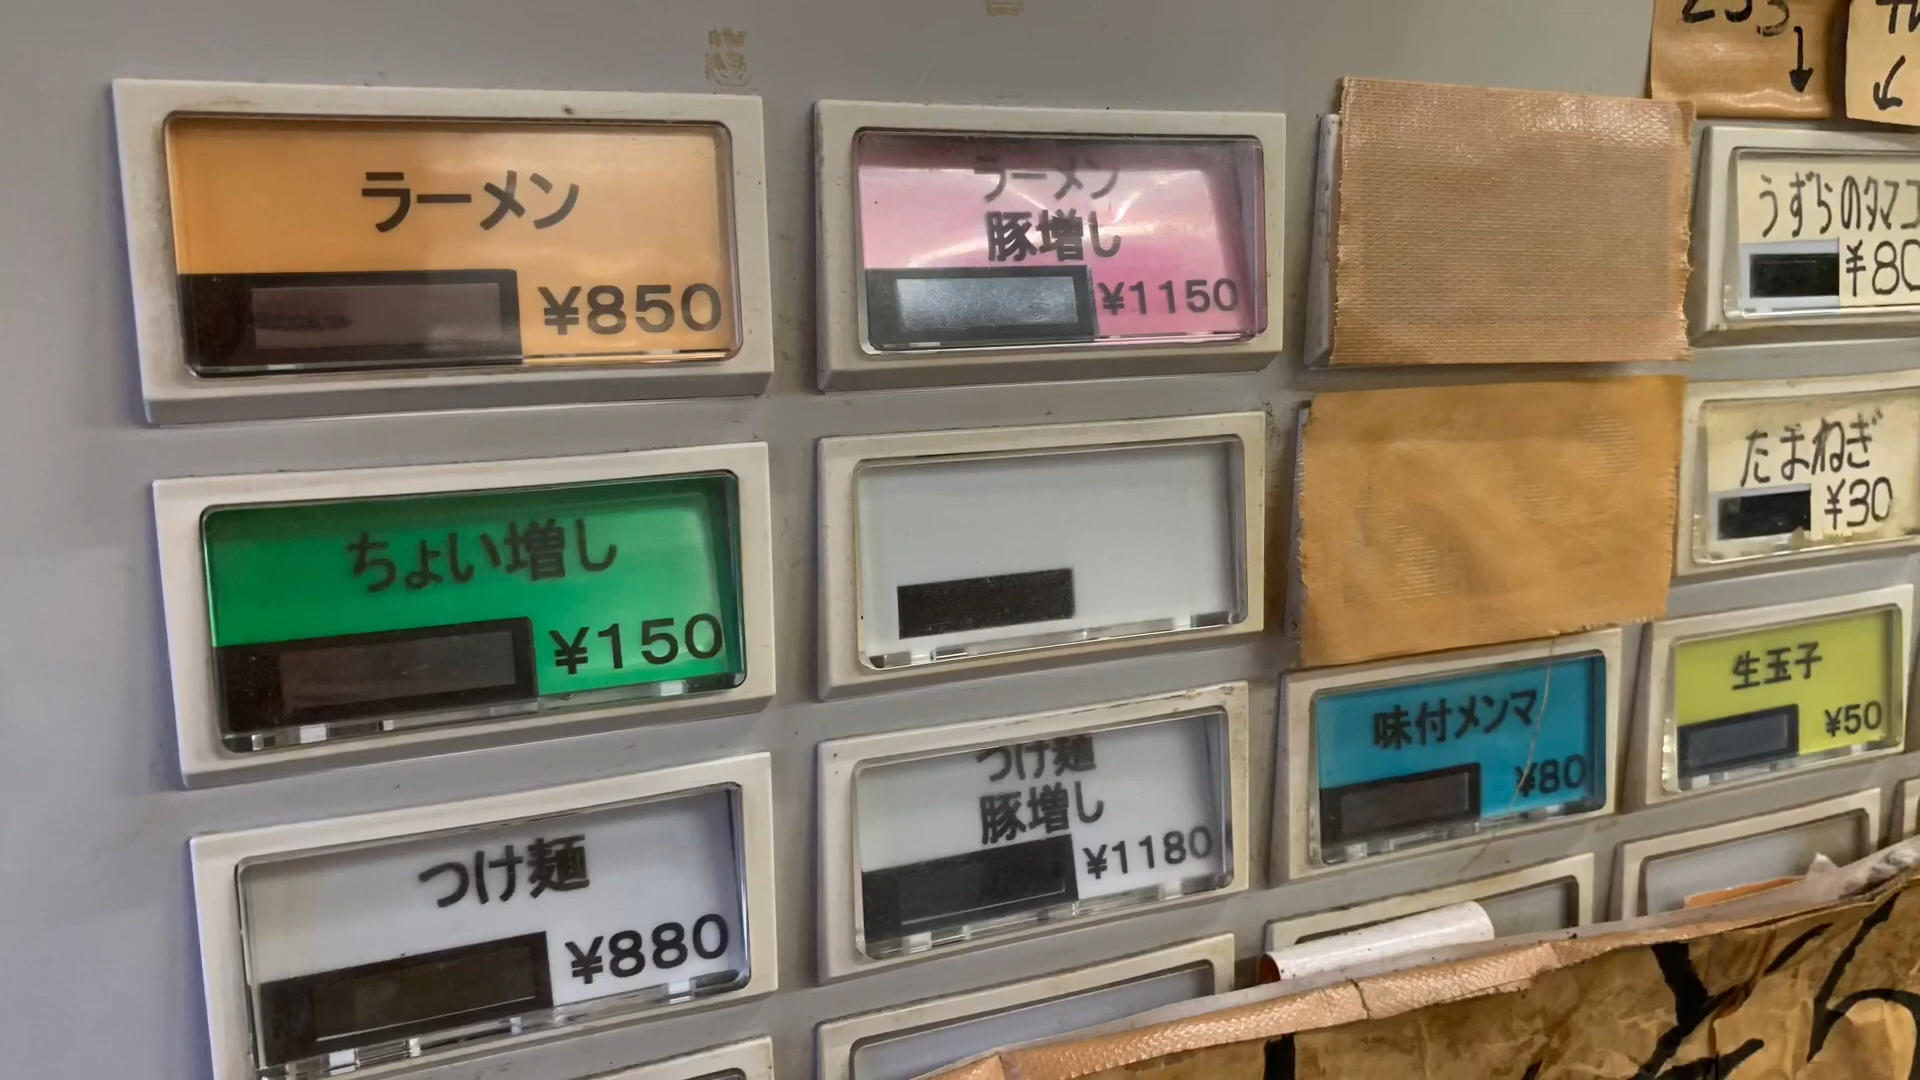 ラーメン
¥850
ラーメン
豚増し
¥1150
うずらのタマゴ
¥80
ちょい増し
¥150
たまねぎ
¥30
つけ麺
¥880
つけ麺
豚増し
¥1180
味付メンマ
¥80
生玉子
¥50